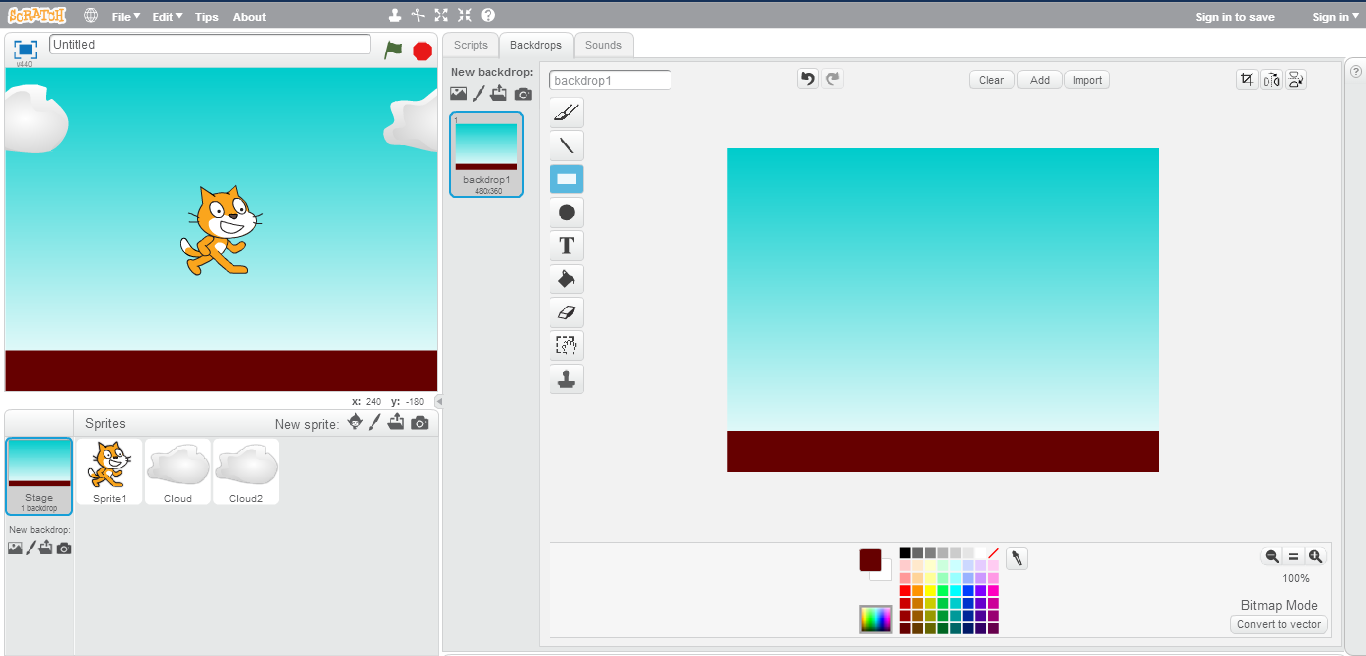 SCRATCH File Edit Tips About Sign in to save Sign in
Untitled
v440
Scripts Backdrops Sounds
New backdrop:
1
backdrop1
480x360
backdrop1
Clear Add Import
T
x: 240 y: -180
Sprites New sprite:
Stage
1 backdrop
Sprite1 Cloud Cloud2
New backdrop:
100%
Bitmap Mode
Convert to vector